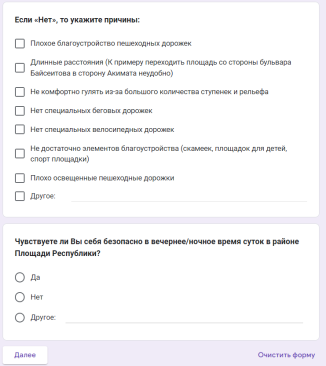 Если «Нет», то укажите причины:
Плохое благоустройство пешеходных дорожек
Длинные расстояния (К примеру переходить площадь со стороны бульвара
Байсеитова в сторону Акимата неудобно)
Не комфортно гулять из-за большого количества ступенек и рельефа
Нет специальных беговых дорожек
Нет специальных велосипедных дорожек
Не достаточно элементов благоустройства (скамеек, площадок для детей,
спорт площадки)
Плохо освещенные пешеходные дорожки
Другое:
Чувствуете ли Вы себя безопасно в вечернее/ночное время суток в районе
Площади Республики?
Да
Нет
Другое:
Далее
Очистить форму